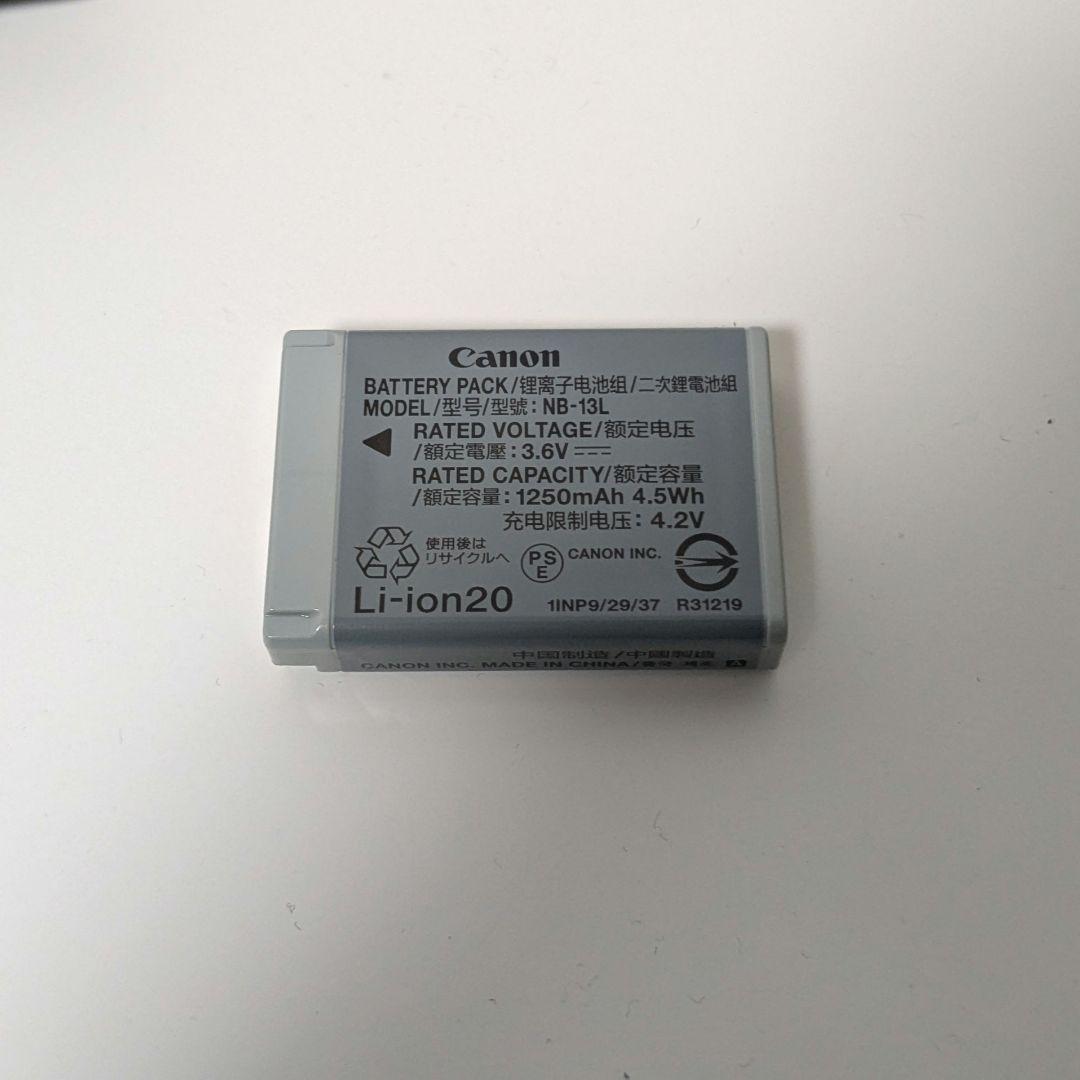 Canon
BATTERY PACK/锂离子电池组/二次鋰電池組
MODEL/型号/型號: NB-13L
RATED VOLTAGE/额定电压
/額定電壓: 3.6V
RATED CAPACITY/额定容量
/額定容量: 1250mAh 4.5Wh
充电限制电压: 4.2V
使用後は
リサイクルへ
PS
E
CANON INC.
Li-ion20
1INP9/29/37
R31219
中国制造/中國製造
CANON INC. MADE IN CHINA/
A